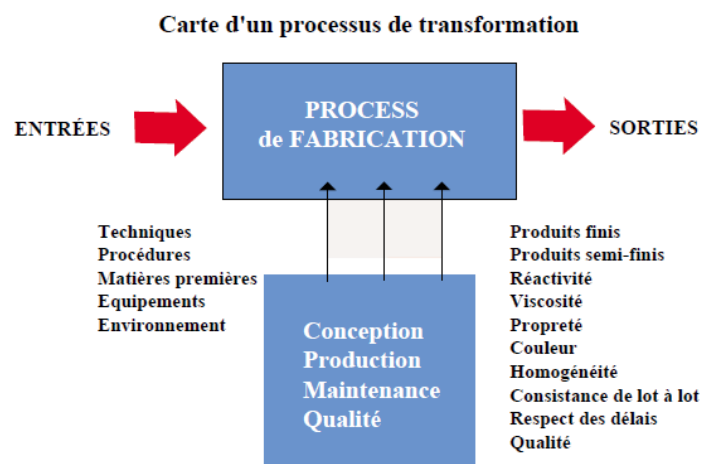 Carte d'un processus de transformation
PROCESS
de FABRICATION
ENTRÉES
SORTIES
Techniques
Procédures
Matières premières
Equipements
Environnement
Conception
Production
Maintenance
Qualité
Produits finis
Produits semi-finis
Réactivité
Viscosité
Propreté
Couleur
Homogénéité
Consistance de lot à lot
Respect des délais
Qualité